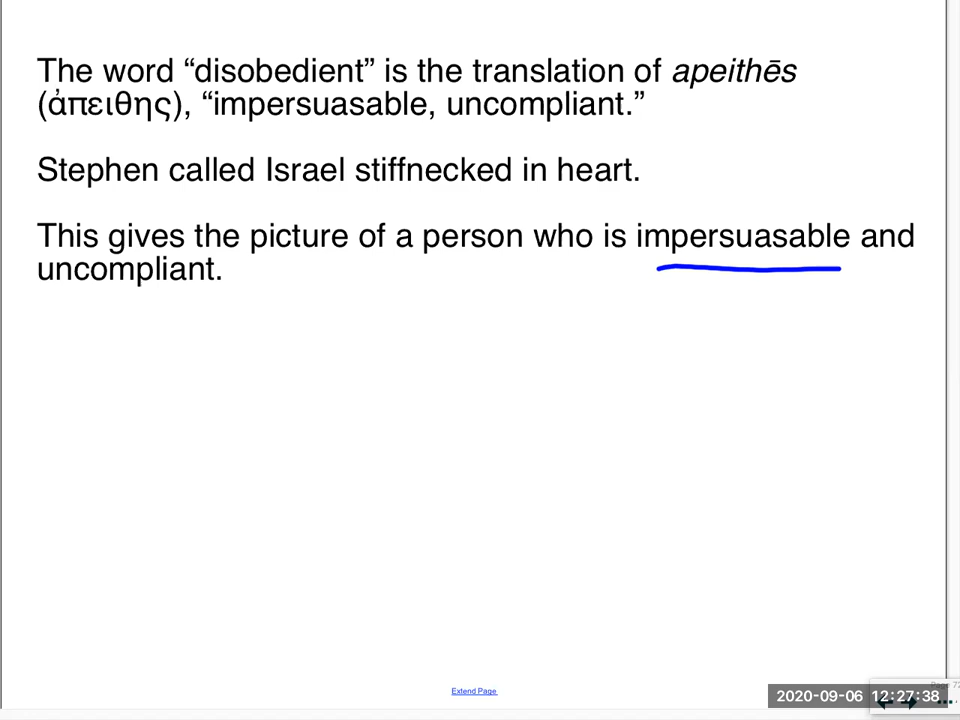 The word “disobedient” is the translation of apeithēs
(ἀπειθης), “impersuasable, uncompliant.”
Stephen called Israel stiffnecked in heart.
This gives the picture of a person who is impersuasable and
uncompliant.
Extend Page
2020-09-06 12:27:38